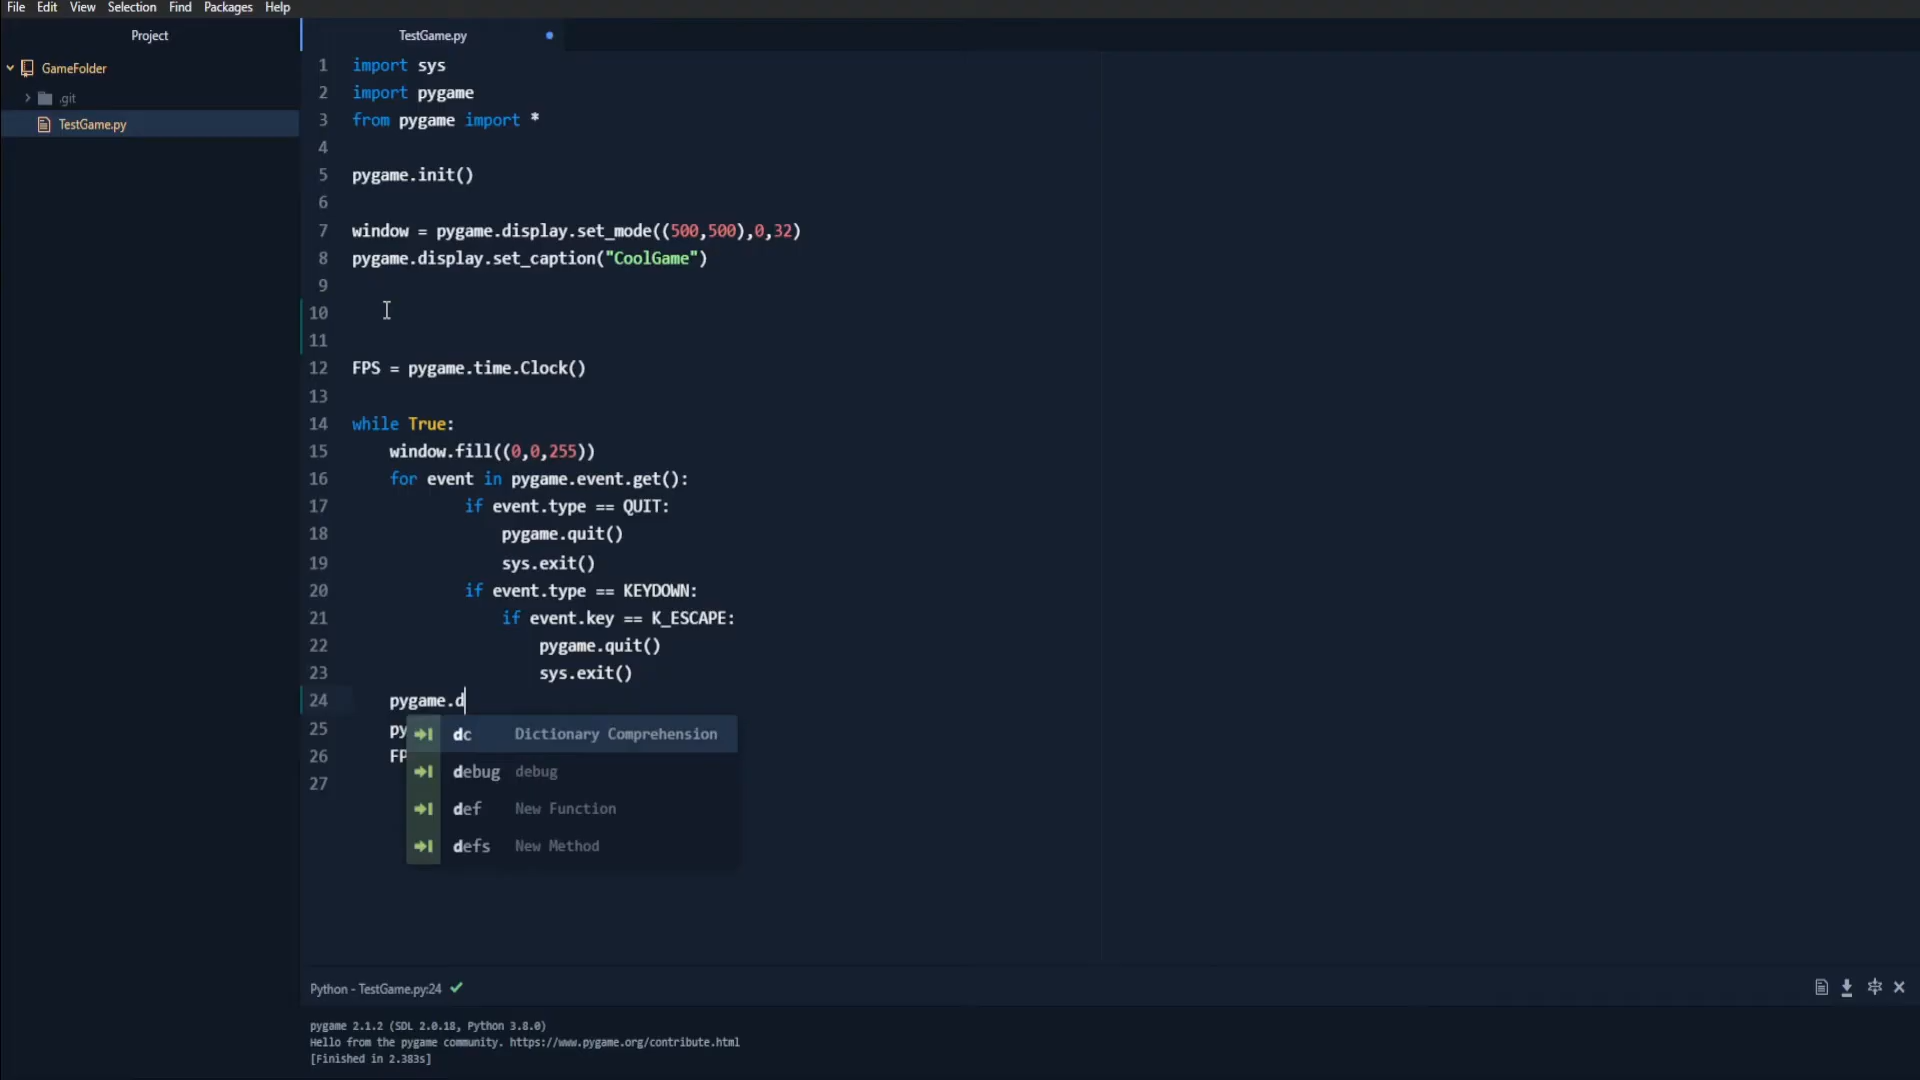 File Edit View Selection Find Packages Help
Project
TestGame.py
GameFolder
.git
TestGame.py
1 import sys
2 import pygame
3 from pygame import *
4
5 pygame.init()
6
7 window = pygame.display.set_mode((500,500),0,32)
8 pygame.display.set_caption("CoolGame")
9
10
11
12 FPS = pygame.time.Clock()
13
14 while True:
15 window.fill((0,0,255))
16 for event in pygame.event.get():
17 if event.type == QUIT:
18 pygame.quit()
19 sys.exit()
20 if event.type == KEYDOWN:
21 if event.key == K_ESCAPE:
22 pygame.quit()
23 sys.exit()
24 pygame.d
25 py
26 FP
27
dc Dictionary Comprehension
debug debug
def New Function
defs New Method
Python - TestGame.py:24
pygame 2.1.2 (SDL 2.0.18, Python 3.8.0)
Hello from the pygame community. https://www.pygame.org/contribute.html
[Finished in 2.383s]